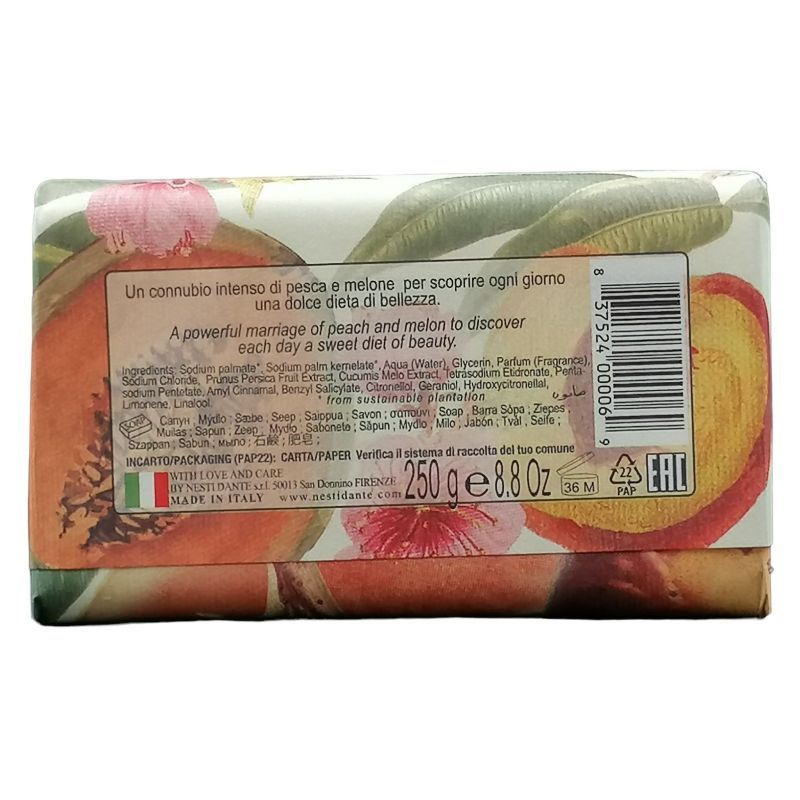 Un connubio intenso di pesca e melone per scoprire ogni giorno
una dolce dieta di bellezza.
A powerful marriage of peach and melon to discover
each day a sweet diet of beauty.
Ingredients: Sodium palmate*, Sodium palm kernelate*, Aqua (Water), Glycerin, Parfum (Fragrance),
Sodium Chloride, Prunus Persica Fruit Extract, Cucumis Melo Extract, Tetrasodium Etidronate, Penta-
sodium Pentetate, Amyl Cinnamal, Benzyl Salicylate, Citronellol, Geraniol, Hydroxycitronellal,
Limonene, Linalool.
* from sustainable plantation
صابون
SOAP
Сапун ; Mýdlo ; Sæbe ; Seep ; Saippua ; Savon ; σαπούνι ; Soap ; Barra Sópa ; Ziepes ;
Muilas ; Sapun ; Zeep ; Mydło ; Sabonete ; Săpun ; Mydlo ; Milo ; Jabón ; Tvål ; Seife ;
Szappan ; Sabun ; мыло ; 石鹸 ; 肥皂 ;
INCARTO/PACKAGING (PAP22): CARTA/PAPER Verifica il sistema di raccolta del tuo comune
WITH LOVE AND CARE
BY NESTI DANTE s.r.l. 50013 San Donnino FIRENZE
MADE IN ITALY www.nestidante.com
250 g e 8.8 Oz
36 M
22
PAP
EAC
8 37524 00006 9